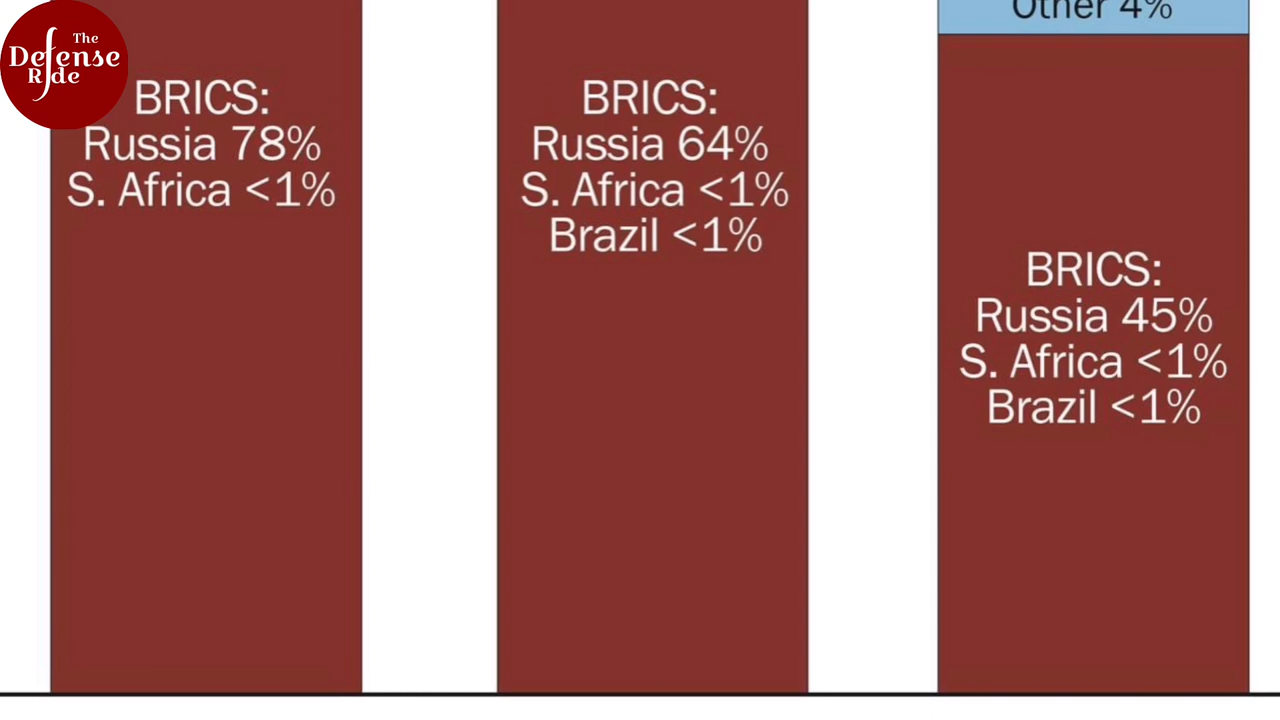 The
Defense
Ride
BRICS:
Russia 78%
S. Africa <1%
BRICS:
Russia 64%
S. Africa <1%
Brazil <1%
Other 4%
BRICS:
Russia 45%
S. Africa <1%
Brazil <1%